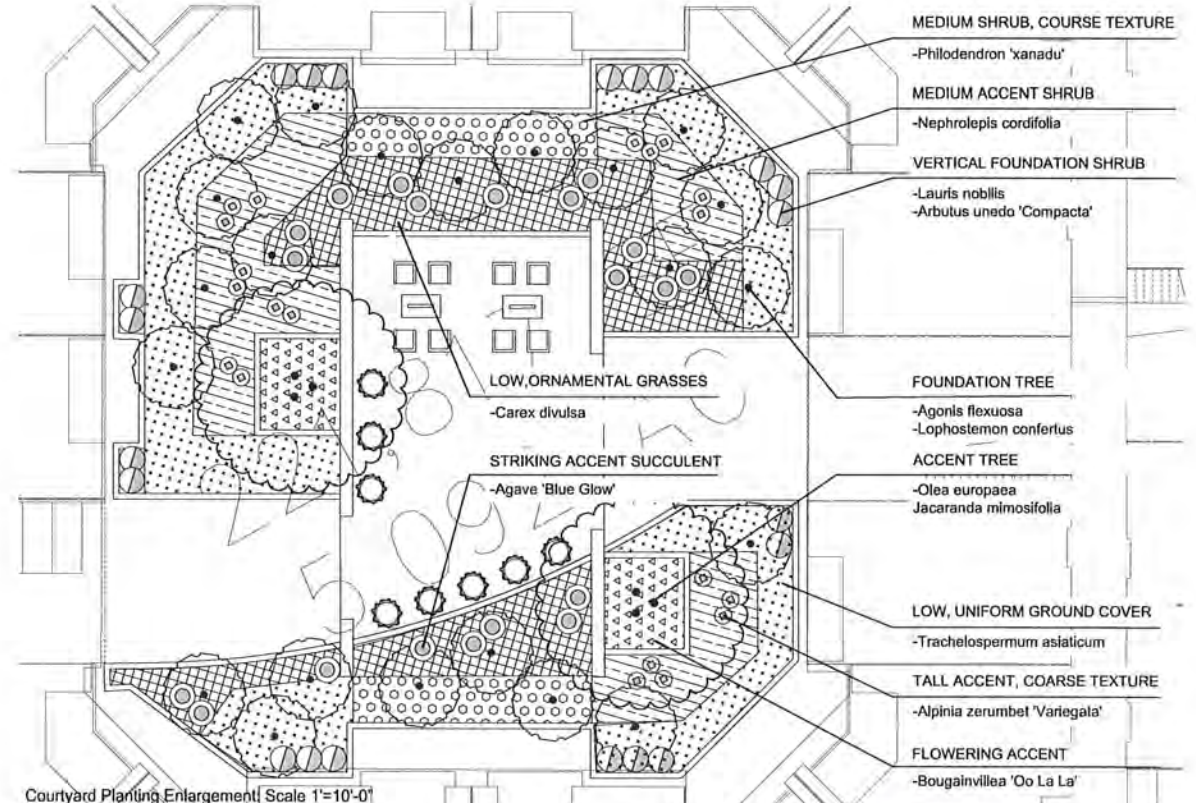 MEDIUM SHRUB, COURSE TEXTURE
-Philodendron 'xanadu'
MEDIUM ACCENT SHRUB
-Nephrolepis cordifolia
VERTICAL FOUNDATION SHRUB
-Lauris nobilis
-Arbutus unedo 'Compacta'
LOW,ORNAMENTAL GRASSES
-Carex divulsa
FOUNDATION TREE
-Agonis flexuosa
-Lophostemon confertus
STRIKING ACCENT SUCCULENT
-Agave 'Blue Glow'
ACCENT TREE
-Olea europaea
Jacaranda mimosifolia
LOW, UNIFORM GROUND COVER
-Trachelospermum asiaticum
TALL ACCENT, COARSE TEXTURE
-Alpinia zerumbet 'Variegata'
FLOWERING ACCENT
-Bougainvillea 'Oo La La'
Courtyard Planting Enlargement: Scale 1'=10'-0"